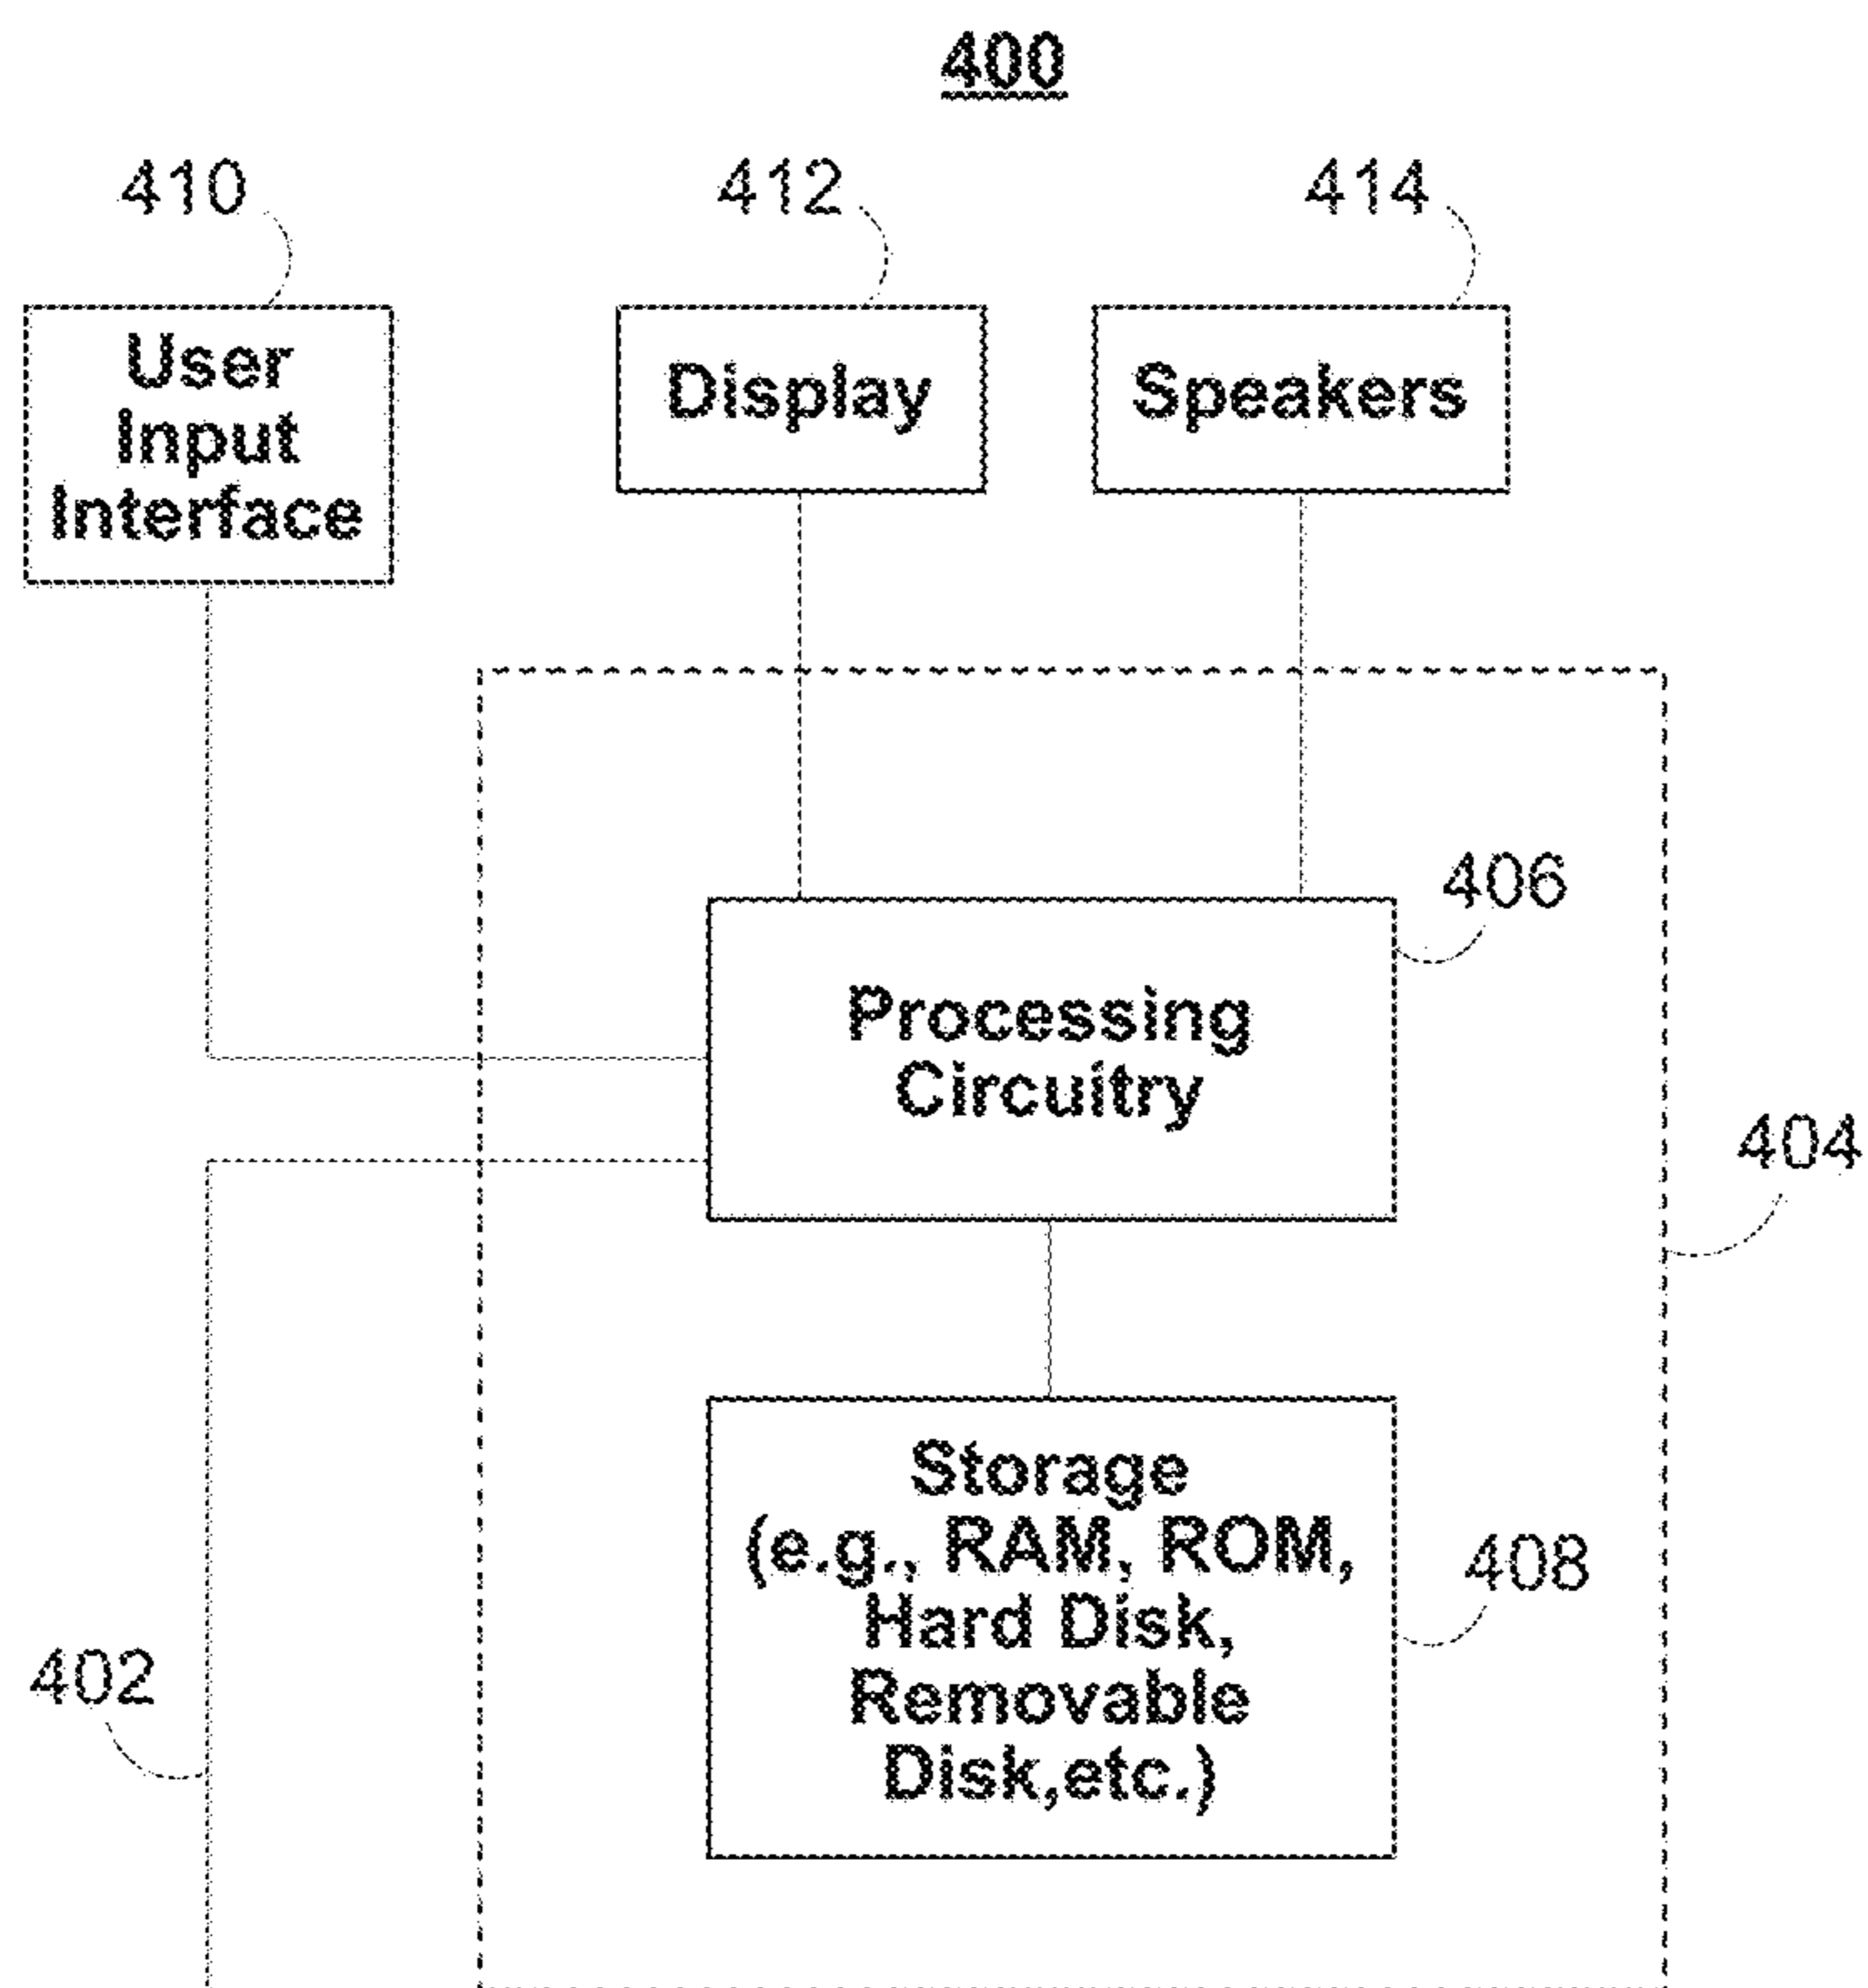 400
410
412
414
User
Input
Interface
Display
Speakers
406
Processing
Circuitry
404
Storage
(e.g., RAM, ROM,
Hard Disk,
Removable
Disk,etc.)
408
402